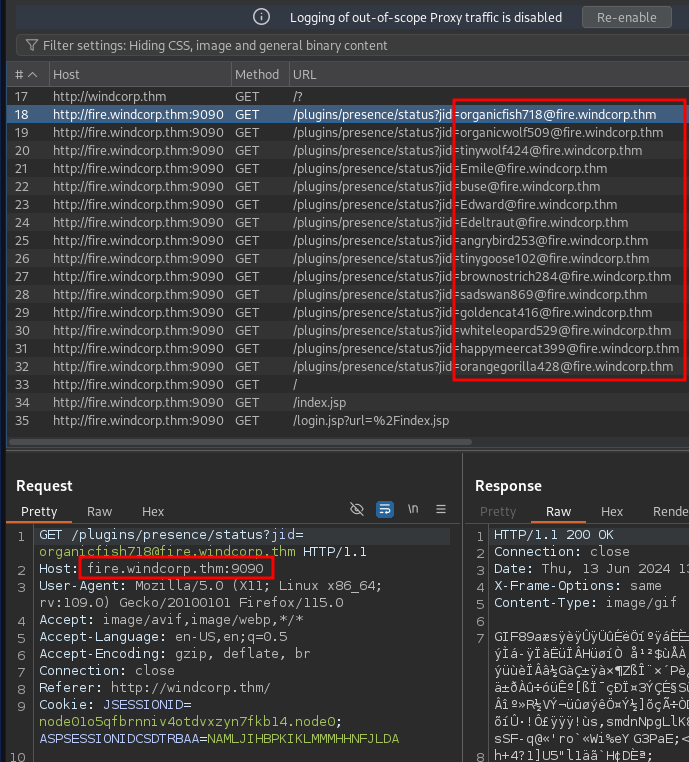 Logging of out-of-scope Proxy traffic is disabled
Re-enable
Filter settings: Hiding CSS, image and general binary content
# Host Method URL
17 http://windcorp.thm GET /?
18 http://fire.windcorp.thm:9090 GET /plugins/presence/status?jid=organicfish718@fire.windcorp.thm
19 http://fire.windcorp.thm:9090 GET /plugins/presence/status?jid=organicwolf509@fire.windcorp.thm
20 http://fire.windcorp.thm:9090 GET /plugins/presence/status?jid=tinywolf424@fire.windcorp.thm
21 http://fire.windcorp.thm:9090 GET /plugins/presence/status?jid=Emile@fire.windcorp.thm
22 http://fire.windcorp.thm:9090 GET /plugins/presence/status?jid=buse@fire.windcorp.thm
23 http://fire.windcorp.thm:9090 GET /plugins/presence/status?jid=Edward@fire.windcorp.thm
24 http://fire.windcorp.thm:9090 GET /plugins/presence/status?jid=Edeltraut@fire.windcorp.thm
25 http://fire.windcorp.thm:9090 GET /plugins/presence/status?jid=angrybird253@fire.windcorp.thm
26 http://fire.windcorp.thm:9090 GET /plugins/presence/status?jid=tinygoose102@fire.windcorp.thm
27 http://fire.windcorp.thm:9090 GET /plugins/presence/status?jid=brownostrich284@fire.windcorp.thm
28 http://fire.windcorp.thm:9090 GET /plugins/presence/status?jid=sadswan869@fire.windcorp.thm
29 http://fire.windcorp.thm:9090 GET /plugins/presence/status?jid=goldencat416@fire.windcorp.thm
30 http://fire.windcorp.thm:9090 GET /plugins/presence/status?jid=whiteleopard529@fire.windcorp.thm
31 http://fire.windcorp.thm:9090 GET /plugins/presence/status?jid=happymeercat399@fire.windcorp.thm
32 http://fire.windcorp.thm:9090 GET /plugins/presence/status?jid=orangegorilla428@fire.windcorp.thm
33 http://fire.windcorp.thm:9090 GET /
34 http://fire.windcorp.thm:9090 GET /index.jsp
35 http://fire.windcorp.thm:9090 GET /login.jsp?url=%2Findex.jsp
Request
Pretty Raw Hex \n
1 GET /plugins/presence/status?jid=
organicfish718@fire.windcorp.thm HTTP/1.1
2 Host: fire.windcorp.thm:9090
3 User-Agent: Mozilla/5.0 (X11; Linux x86_64;
rv:109.0) Gecko/20100101 Firefox/115.0
4 Accept: image/avif,image/webp,*/*
5 Accept-Language: en-US,en;q=0.5
6 Accept-Encoding: gzip, deflate, br
7 Connection: close
8 Referer: http://windcorp.thm/
9 Cookie: JSESSIONID=
node01o5qfbrnniv4otdvxzyn7fkb14.node0;
ASPSESSIONIDCSDTRBAA=NAMLJIHBPKIKLMMMHHNFJLDA
10
Response
Pretty Raw Hex Render
1 HTTP/1.1 200 OK
2 Connection: close
3 Date: Thu, 13 Jun 2024 13
4 X-Frame-Options: same
5 Content-Type: image/gif
6
7
8